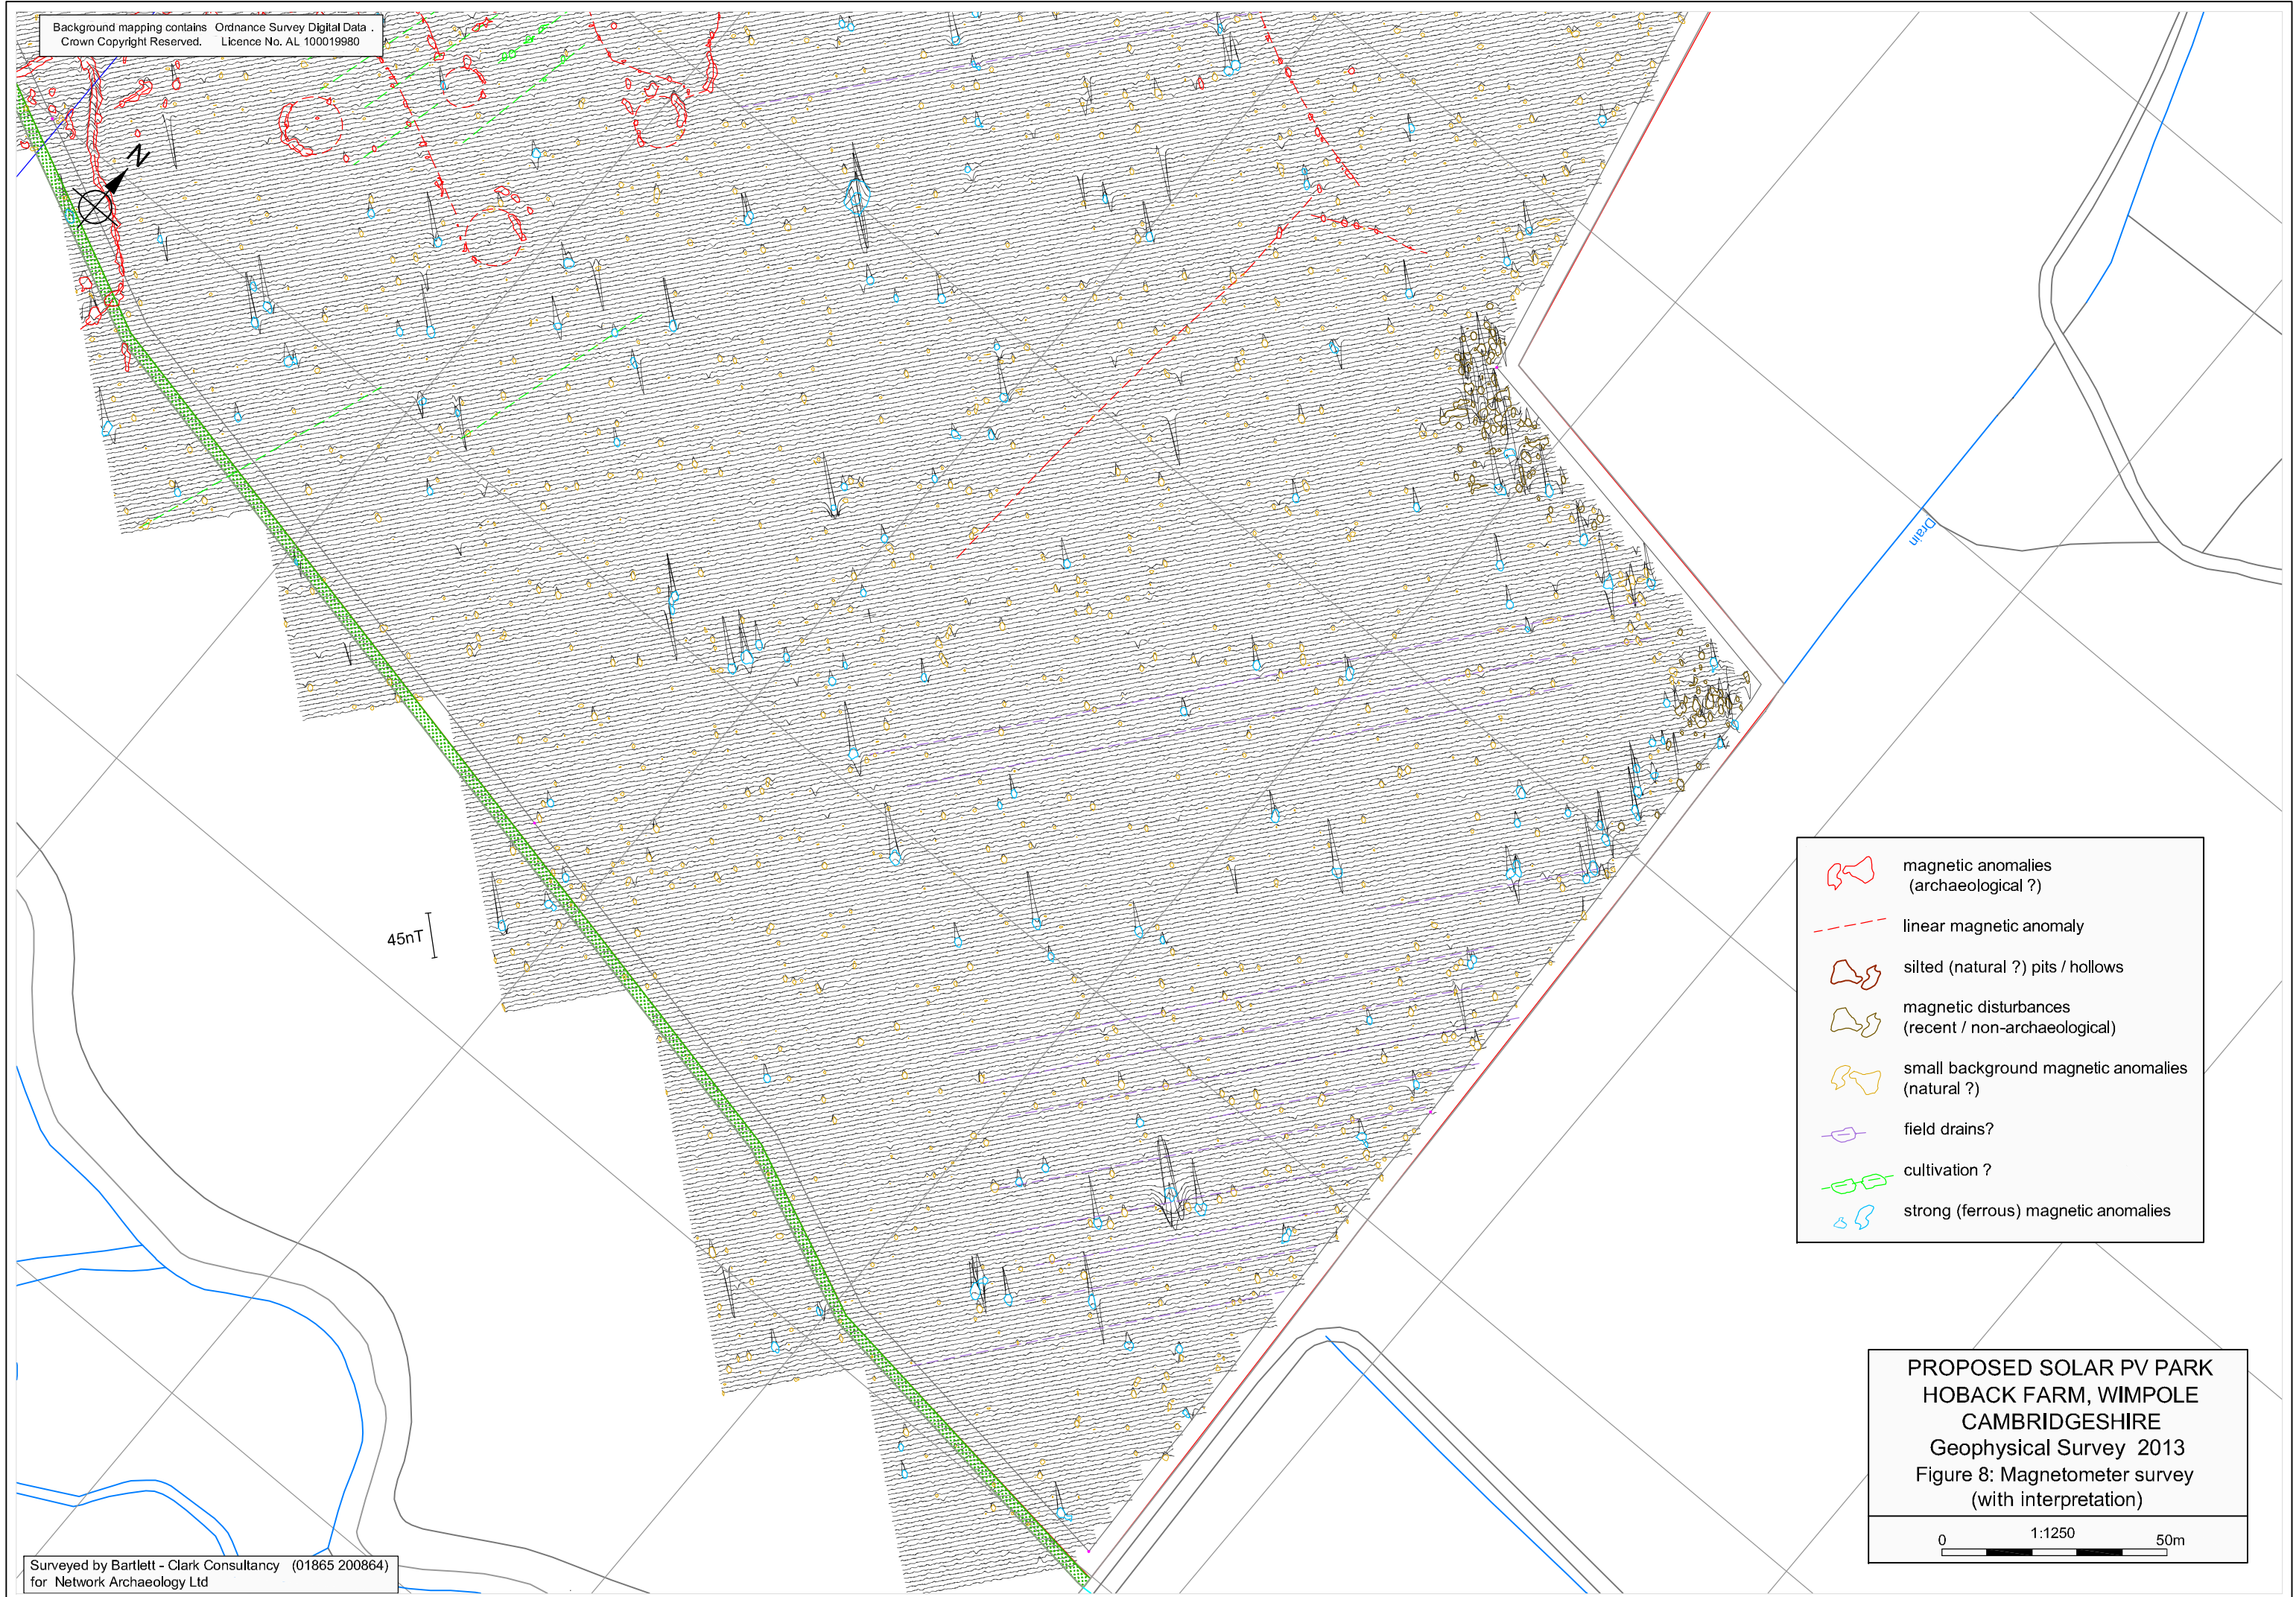 Background mapping contains Ordnance Survey Digital Data .
Crown Copyright Reserved. Licence No. AL 100019980
N
Drain
45nT
magnetic anomalies
(archaeological ?)
linear magnetic anomaly
silted (natural ?) pits / hollows
magnetic disturbances
(recent / non-archaeological)
small background magnetic anomalies
(natural ?)
field drains?
cultivation ?
strong (ferrous) magnetic anomalies
PROPOSED SOLAR PV PARK
HOBACK FARM, WIMPOLE
CAMBRIDGESHIRE
Geophysical Survey 2013
Figure 8: Magnetometer survey
(with interpretation)
0 1:1250 50m
Surveyed by Bartlett - Clark Consultancy (01865 200864)
for Network Archaeology Ltd